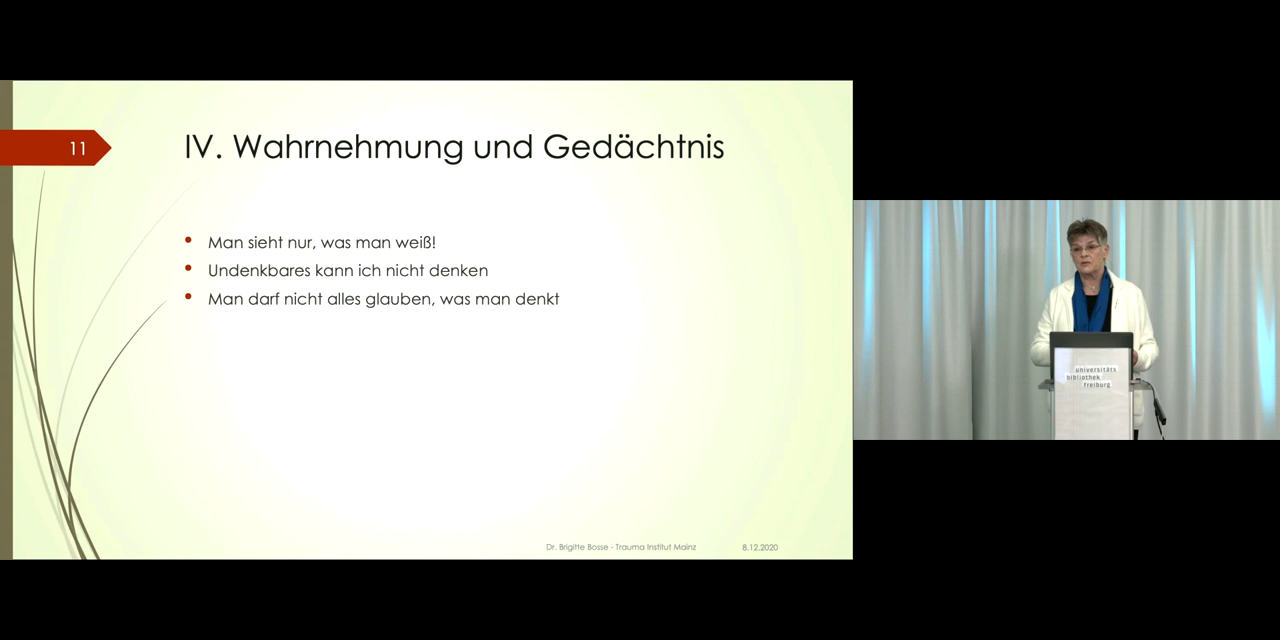 11
IV. Wahrnehmung und Gedächtnis
Man sieht nur, was man weiß!
Undenkbares kann ich nicht denken
Man darf nicht alles glauben, was man denkt
Dr. Brigitte Bosse - Trauma Institut Mainz
8.12.2020
universitäts
bibliothek
freiburg